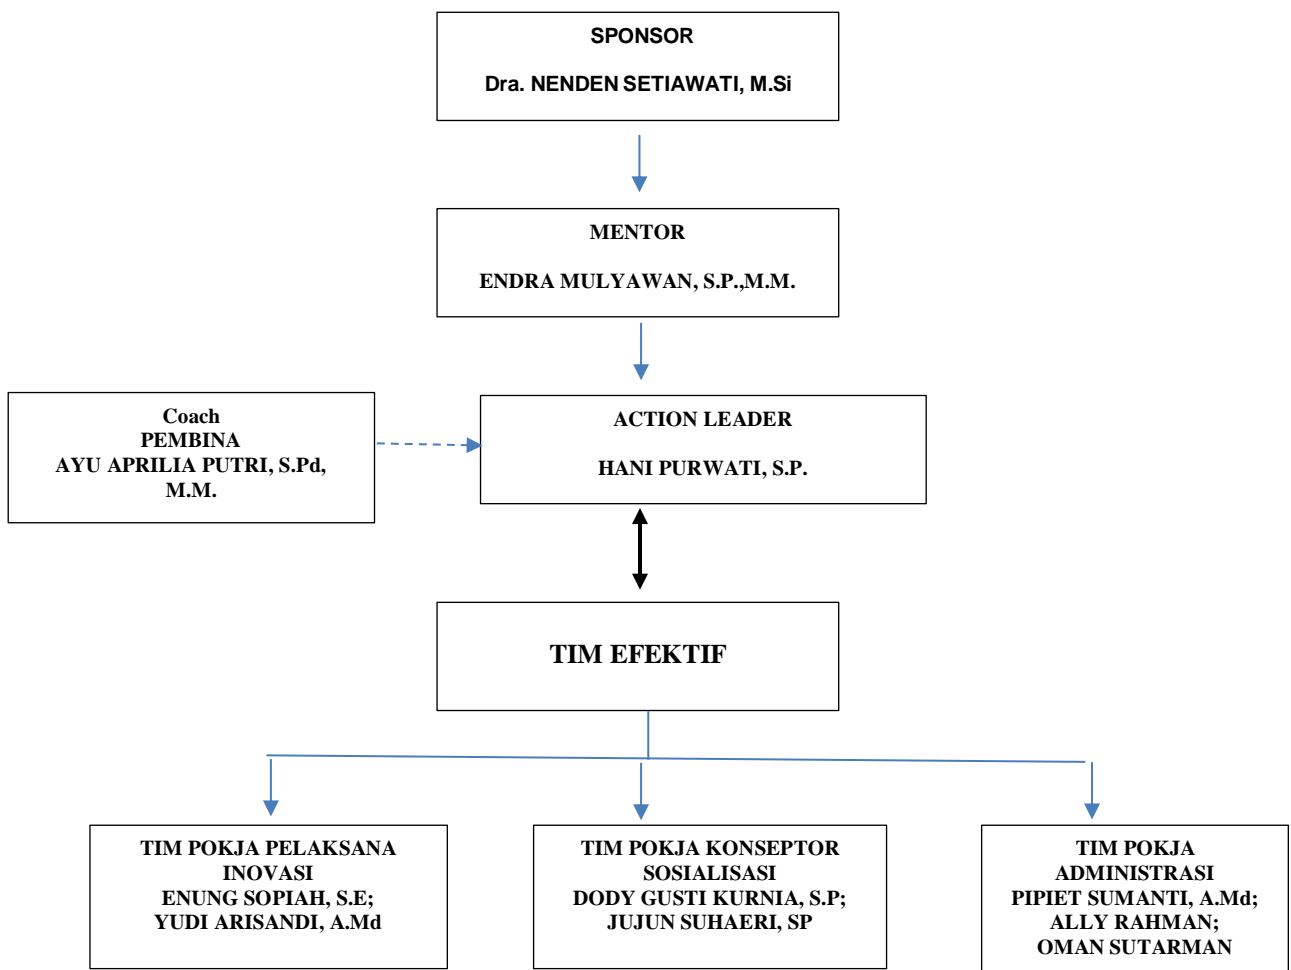 SPONSOR
Dra. NENDEN SETIAWATI, M.Si
MENTOR
ENDRA MULYAWAN, S.P.,M.M.
Coach
PEMBINA
AYU APRILIA PUTRI, S.Pd,
M.M.
ACTION LEADER
HANI PURWATI, S.P.
TIM EFEKTIF
TIM POKJA PELAKSANA
INOVASI
ENUNG SOPIAH, S.E;
YUDI ARISANDI, A.Md
TIM POKJA KONSEPTOR
SOSIALISASI
DODY GUSTI KURNIA, S.P;
JUJUN SUHAERI, SP
TIM POKJA
ADMINISTRASI
PIPIET SUMANTI, A.Md;
ALLY RAHMAN;
OMAN SUTARMAN